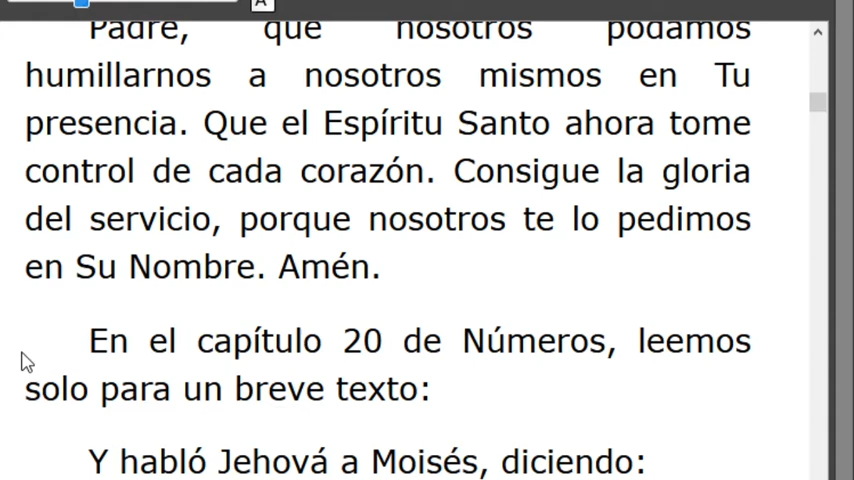 Padre, que nosotros podamos
humillarnos a nosotros mismos en Tu
presencia. Que el Espíritu Santo ahora tome
control de cada corazón. Consigue la gloria
del servicio, porque nosotros te lo pedimos
en Su Nombre. Amén.
En el capítulo 20 de Números, leemos
solo para un breve texto:
Y habló Jehová a Moisés, diciendo: